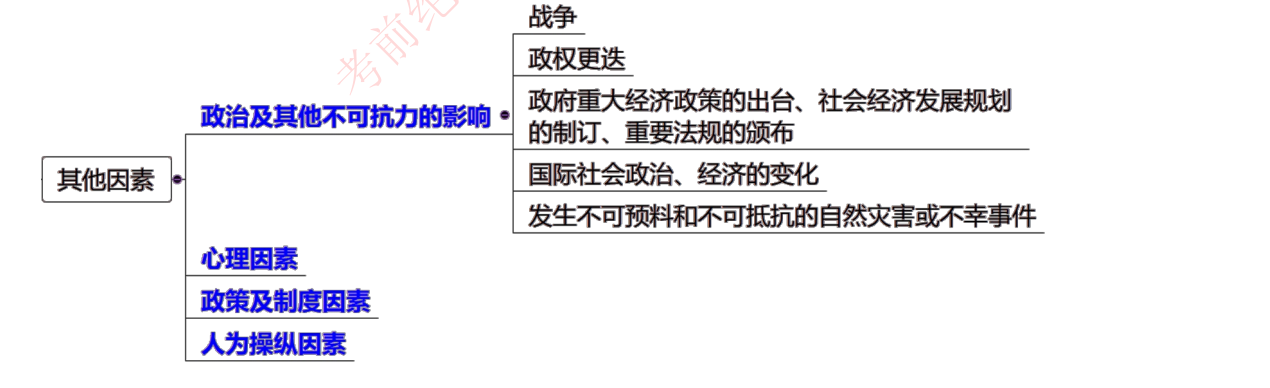 考前纪
战争
政权更迭
政府重大经济政策的出台、社会经济发展规划
的制订、重要法规的颁布
政治及其他不可抗力的影响
国际社会政治、经济的变化
其他因素
发生不可预料和不可抵抗的自然灾害或不幸事件
心理因素
政策及制度因素
人为操纵因素